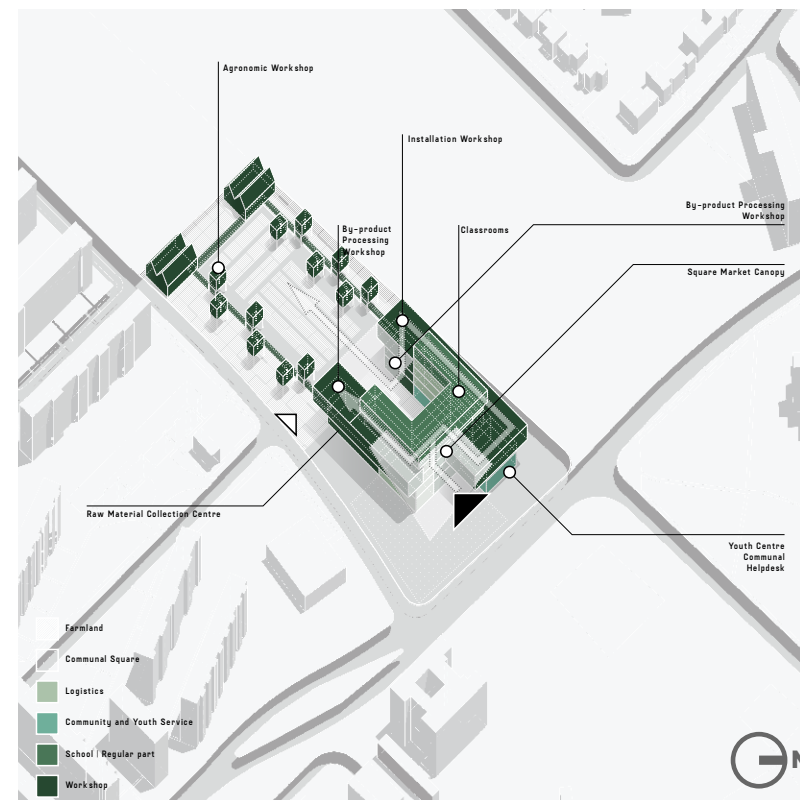 Agronomic Workshop
Installation Workshop
By-product Processing
Workshop
By-product
Processing
Workshop
Classrooms
Square Market Canopy
Raw Material Collection Centre
Youth Centre
Communal
Helpdesk
Farmland
Communal Square
Logistics
Community and Youth Service
School | Regular part
Workshop
N